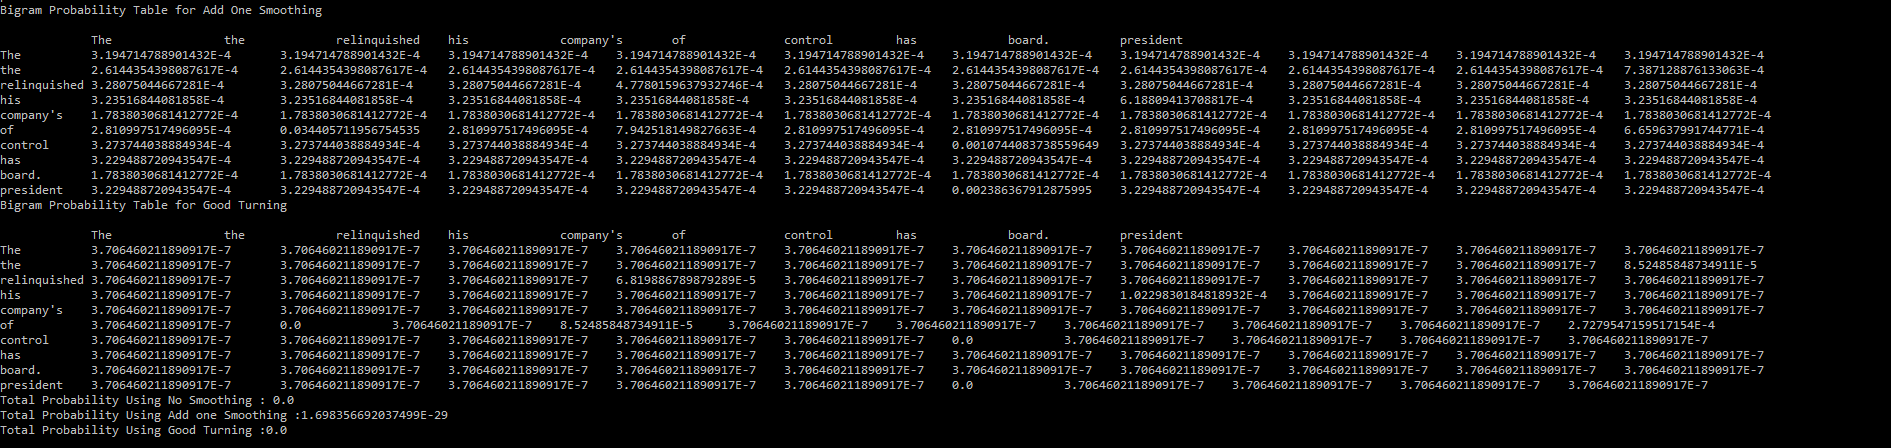 Bigram Probability Table for Add One Smoothing
The the relinquished his company's of control has board. president
The 3.194714788901432E-4 3.194714788901432E-4 3.194714788901432E-4 3.194714788901432E-4 3.194714788901432E-4 3.194714788901432E-4 3.194714788901432E-4 3.194714788901432E-4 3.194714788901432E-4 3.194714788901432E-4
the 2.6144354398087617E-4 2.6144354398087617E-4 2.6144354398087617E-4 2.6144354398087617E-4 2.6144354398087617E-4 2.6144354398087617E-4 2.6144354398087617E-4 2.6144354398087617E-4 2.6144354398087617E-4 7.387128876133063E-4
relinquished 3.28075044667281E-4 3.28075044667281E-4 3.28075044667281E-4 4.7780159637932746E-4 3.28075044667281E-4 3.28075044667281E-4 3.28075044667281E-4 3.28075044667281E-4 3.28075044667281E-4 3.28075044667281E-4
his 3.23516844081858E-4 3.23516844081858E-4 3.23516844081858E-4 3.23516844081858E-4 3.23516844081858E-4 3.23516844081858E-4 6.18809413708817E-4 3.23516844081858E-4 3.23516844081858E-4 3.23516844081858E-4
company's 1.7838030681412772E-4 1.7838030681412772E-4 1.7838030681412772E-4 1.7838030681412772E-4 1.7838030681412772E-4 1.7838030681412772E-4 1.7838030681412772E-4 1.7838030681412772E-4 1.7838030681412772E-4 1.7838030681412772E-4
of 2.810997517496095E-4 0.034405711956754535 2.810997517496095E-4 7.942518149827663E-4 2.810997517496095E-4 2.810997517496095E-4 2.810997517496095E-4 2.810997517496095E-4 2.810997517496095E-4 6.659637991744771E-4
control 3.273744038884934E-4 3.273744038884934E-4 3.273744038884934E-4 3.273744038884934E-4 3.273744038884934E-4 0.0010744083738559649 3.273744038884934E-4 3.273744038884934E-4 3.273744038884934E-4 3.273744038884934E-4
has 3.229488720943547E-4 3.229488720943547E-4 3.229488720943547E-4 3.229488720943547E-4 3.229488720943547E-4 3.229488720943547E-4 3.229488720943547E-4 3.229488720943547E-4 3.229488720943547E-4 3.229488720943547E-4
board. 1.7838030681412772E-4 1.7838030681412772E-4 1.7838030681412772E-4 1.7838030681412772E-4 1.7838030681412772E-4 1.7838030681412772E-4 1.7838030681412772E-4 1.7838030681412772E-4 1.7838030681412772E-4 1.7838030681412772E-4
president 3.229488720943547E-4 3.229488720943547E-4 3.229488720943547E-4 3.229488720943547E-4 3.229488720943547E-4 0.002386367912875995 3.229488720943547E-4 3.229488720943547E-4 3.229488720943547E-4 3.229488720943547E-4
Bigram Probability Table for Good Turning
The the relinquished his company's of control has board. president
The 3.706460211890917E-7 3.706460211890917E-7 3.706460211890917E-7 3.706460211890917E-7 3.706460211890917E-7 3.706460211890917E-7 3.706460211890917E-7 3.706460211890917E-7 3.706460211890917E-7 3.706460211890917E-7
the 3.706460211890917E-7 3.706460211890917E-7 3.706460211890917E-7 3.706460211890917E-7 3.706460211890917E-7 3.706460211890917E-7 3.706460211890917E-7 3.706460211890917E-7 3.706460211890917E-7 8.52485848734911E-5
relinquished 3.706460211890917E-7 3.706460211890917E-7 3.706460211890917E-7 6.819886789879289E-5 3.706460211890917E-7 3.706460211890917E-7 3.706460211890917E-7 3.706460211890917E-7 3.706460211890917E-7 3.706460211890917E-7
his 3.706460211890917E-7 3.706460211890917E-7 3.706460211890917E-7 3.706460211890917E-7 3.706460211890917E-7 3.706460211890917E-7 1.0229830184818932E-4 3.706460211890917E-7 3.706460211890917E-7 3.706460211890917E-7
company's 3.706460211890917E-7 3.706460211890917E-7 3.706460211890917E-7 3.706460211890917E-7 3.706460211890917E-7 3.706460211890917E-7 3.706460211890917E-7 3.706460211890917E-7 3.706460211890917E-7 3.706460211890917E-7
of 3.706460211890917E-7 0.0 3.706460211890917E-7 8.52485848734911E-5 3.706460211890917E-7 3.706460211890917E-7 3.706460211890917E-7 3.706460211890917E-7 3.706460211890917E-7 2.7279547159517154E-4
control 3.706460211890917E-7 3.706460211890917E-7 3.706460211890917E-7 3.706460211890917E-7 3.706460211890917E-7 0.0 3.706460211890917E-7 3.706460211890917E-7 3.706460211890917E-7 3.706460211890917E-7
has 3.706460211890917E-7 3.706460211890917E-7 3.706460211890917E-7 3.706460211890917E-7 3.706460211890917E-7 3.706460211890917E-7 3.706460211890917E-7 3.706460211890917E-7 3.706460211890917E-7 3.706460211890917E-7
board. 3.706460211890917E-7 3.706460211890917E-7 3.706460211890917E-7 3.706460211890917E-7 3.706460211890917E-7 3.706460211890917E-7 3.706460211890917E-7 3.706460211890917E-7 3.706460211890917E-7 3.706460211890917E-7
president 3.706460211890917E-7 3.706460211890917E-7 3.706460211890917E-7 3.706460211890917E-7 3.706460211890917E-7 0.0 3.706460211890917E-7 3.706460211890917E-7 3.706460211890917E-7 3.706460211890917E-7
Total Probability Using No Smoothing : 0.0
Total Probability Using Add one Smoothing :1.698356692037499E-29
Total Probability Using Good Turning :0.0